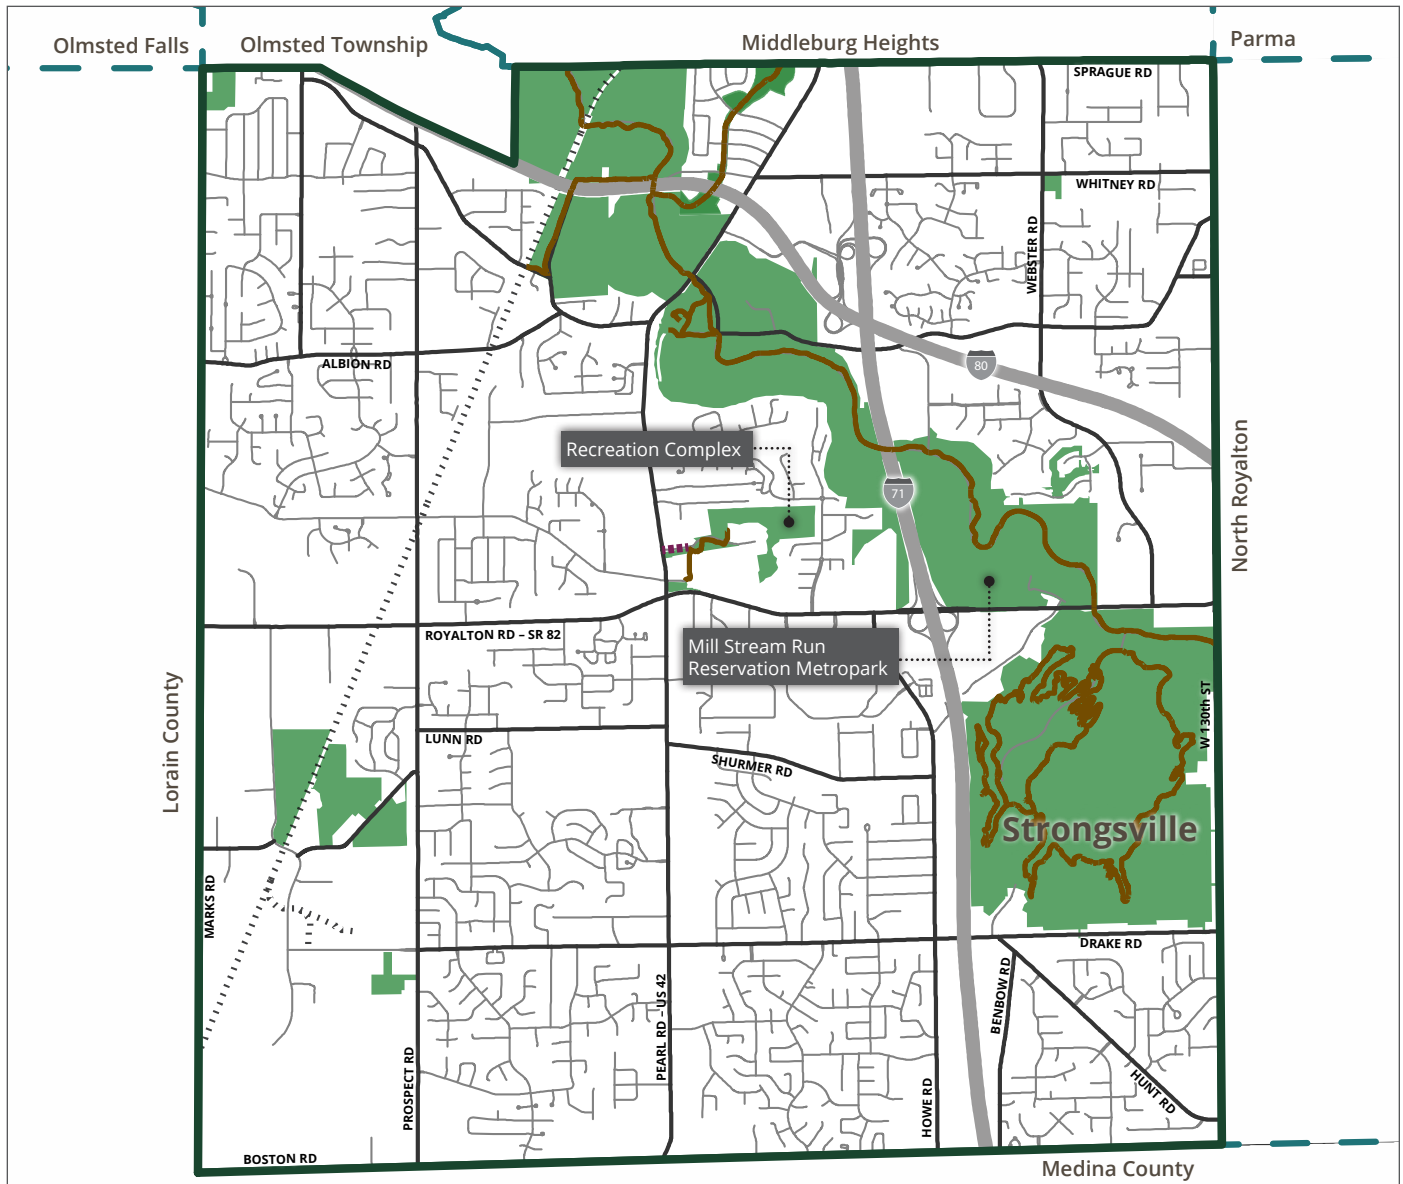 Olmsted Falls
Olmsted Township
Middleburg Heights
Parma
SPRAGUE RD
WHITNEY RD
WEBSTER RD
ALBION RD
80
North Royalton
Recreation Complex
71
ROYALTON RD – SR 82
Mill Stream Run
Reservation Metropark
Lorain County
W 130th ST
LUNN RD
SHURMER RD
Strongsville
MARKS RD
DRAKE RD
BENBOW RD
PEARL RD – US 42
PROSPECT RD
HOWE RD
HUNT RD
BOSTON RD
Medina County